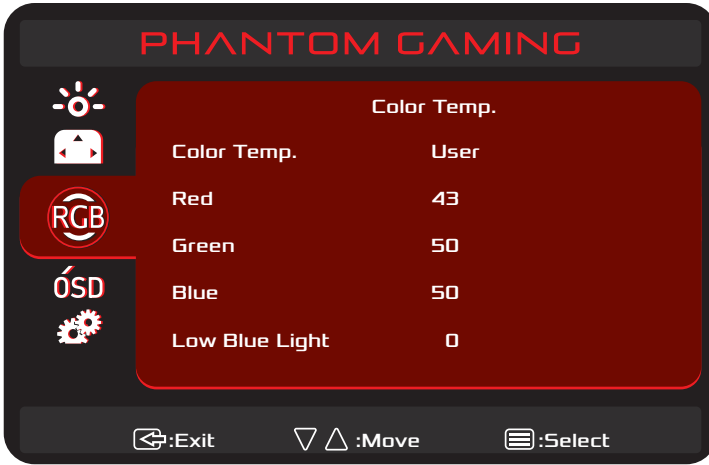 PHANTOM GAMING
Color Temp.
Color Temp. User
Red 43
RGB
Green 50
OSD
Blue 50
Low Blue Light 0
:Exit :Move :Select